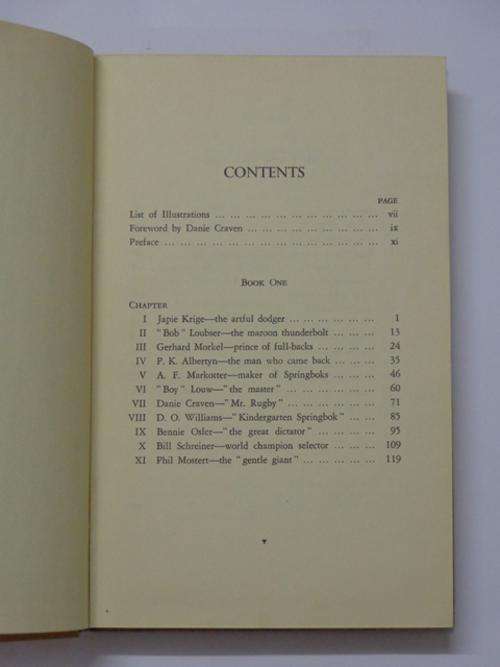 CONTENTS
PAGE
List of Illustrations ... ... ... ... ... ... ... ... ... ... ... vii
Foreword by Danie Craven ... ... ... ... ... ... ... ... ... ix
Preface ... ... ... ... ... ... ... ... ... ... ... ... ... ... xi
BOOK ONE
CHAPTER
I Japie Krige—the artful dodger ... ... ... ... ... ... 1
II "Bob" Loubser—the maroon thunderbolt ... ... ... 13
III Gerhard Morkel—prince of full-backs ... ... ... ... 24
IV P. K. Albertyn—the man who came back ... ... ... 35
V A. F. Markotter—maker of Springboks ... ... ... 46
VI "Boy" Louw—"the master" ... ... ... ... ... ... 60
VII Danie Craven—"Mr. Rugby" ... ... ... ... ... ... 71
VIII D. O. Williams—"Kindergarten Springbok" ... ... 85
IX Bennie Osler—"the great dictator" ... ... ... ... 95
X Bill Schreiner—world champion selector ... ... ... 109
XI Phil Mostert—the "gentle giant" ... ... ... ... ... 119